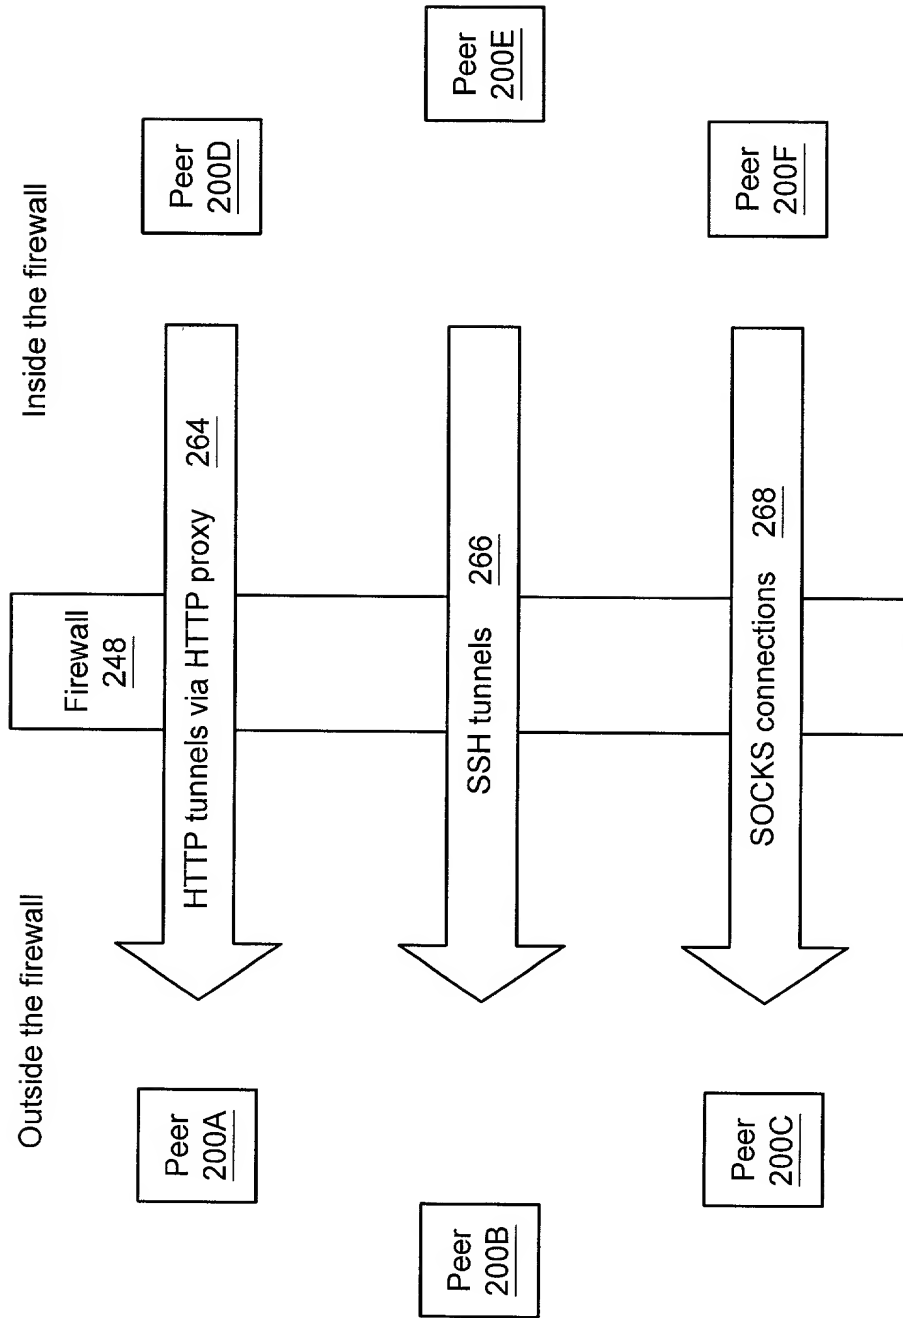 Outside the firewall
Inside the firewall
Firewall
248
Peer
200A
HTTP tunnels via HTTP proxy 264
Peer
200D
Peer
200B
SSH tunnels 266
Peer
200E
Peer
200C
SOCKS connections 268
Peer
200F